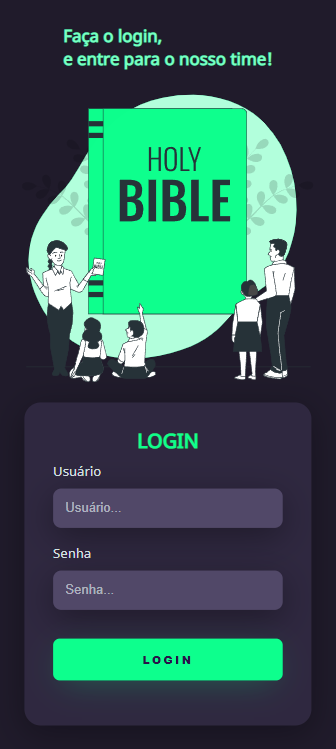 Faça o login,
e entre para o nosso time!
HOLY
BIBLE
LOGIN
Usuário
Usuário...
Senha
Senha...
LOGIN